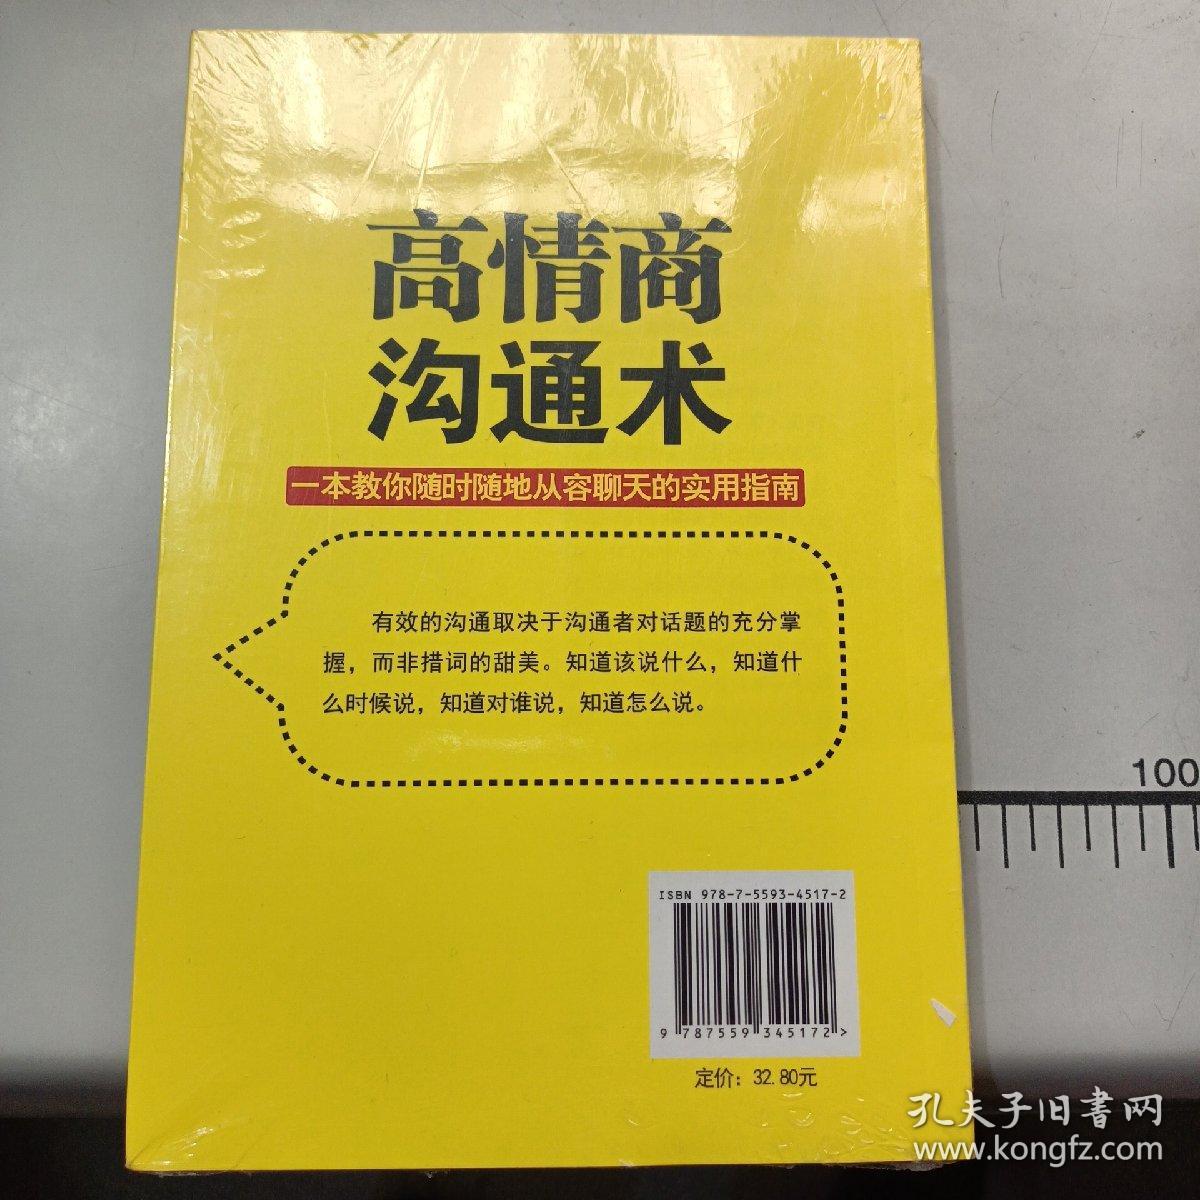 高情商
沟通术
一本教你随时随地从容聊天的实用指南
有效的沟通取决于沟通者对话题的充分掌
握，而非措词的甜美。知道该说什么，知道什
么时候说，知道对谁说，知道怎么说。
100
ISBN 978-7-5593-4517-2
9 787559 345172 >
定价：32.80元
孔夫子旧書网
www.kongfz.com